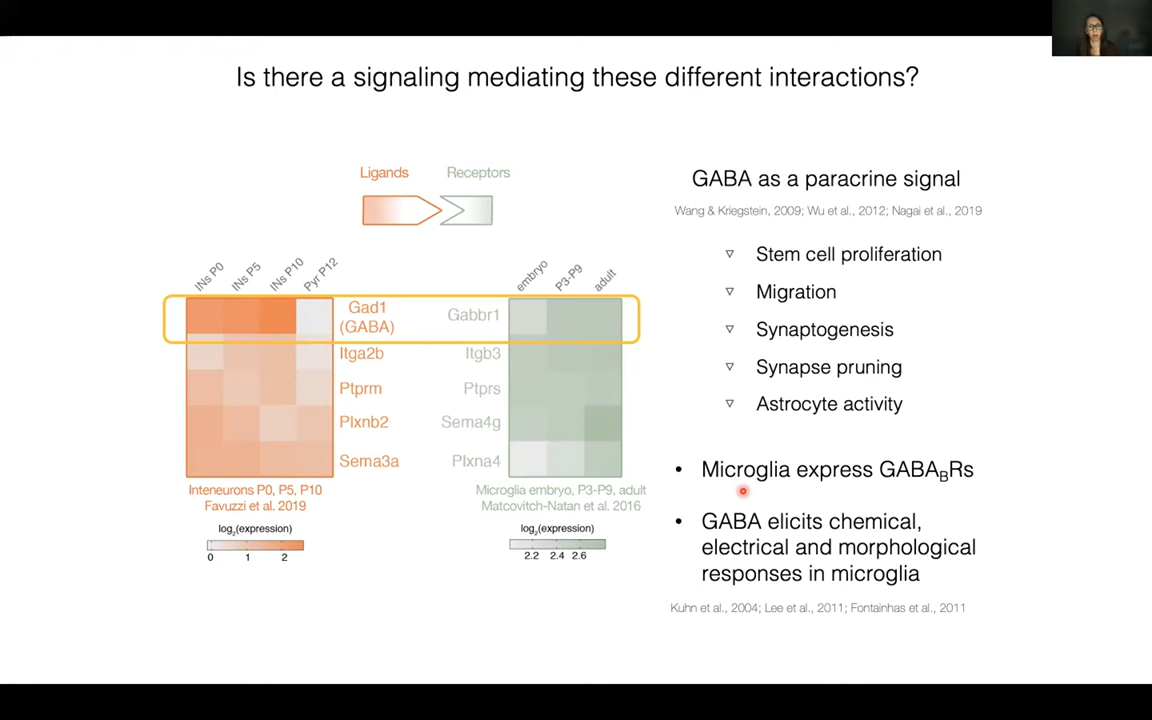 Is there a signaling mediating these different interactions?
Ligands
Receptors
INs P0
INs P5
INs P10
Pyr P12
embryo
P3-P9
adult
Gad1
(GABA)
Itga2b
Ptprm
Plxnb2
Sema3a
Gabbr1
Itgb3
Ptprs
Sema4g
Plxna4
Inteneurons P0, P5, P10
Favuzzi et al. 2019
log2(expression)
0 1 2
Microglia embryo, P3-P9, adult
Matcovitch-Natan et al. 2016
log2(expression)
2.2 2.4 2.6
GABA as a paracrine signal
Wang & Kriegstein, 2009; Wu et al., 2012; Nagai et al., 2019
▿ Stem cell proliferation
▿ Migration
▿ Synaptogenesis
▿ Synapse pruning
▿ Astrocyte activity
• Microglia express GABABRs
• GABA elicits chemical,
electrical and morphological
responses in microglia
Kuhn et al., 2004; Lee et al., 2011; Fontainhas et al., 2011